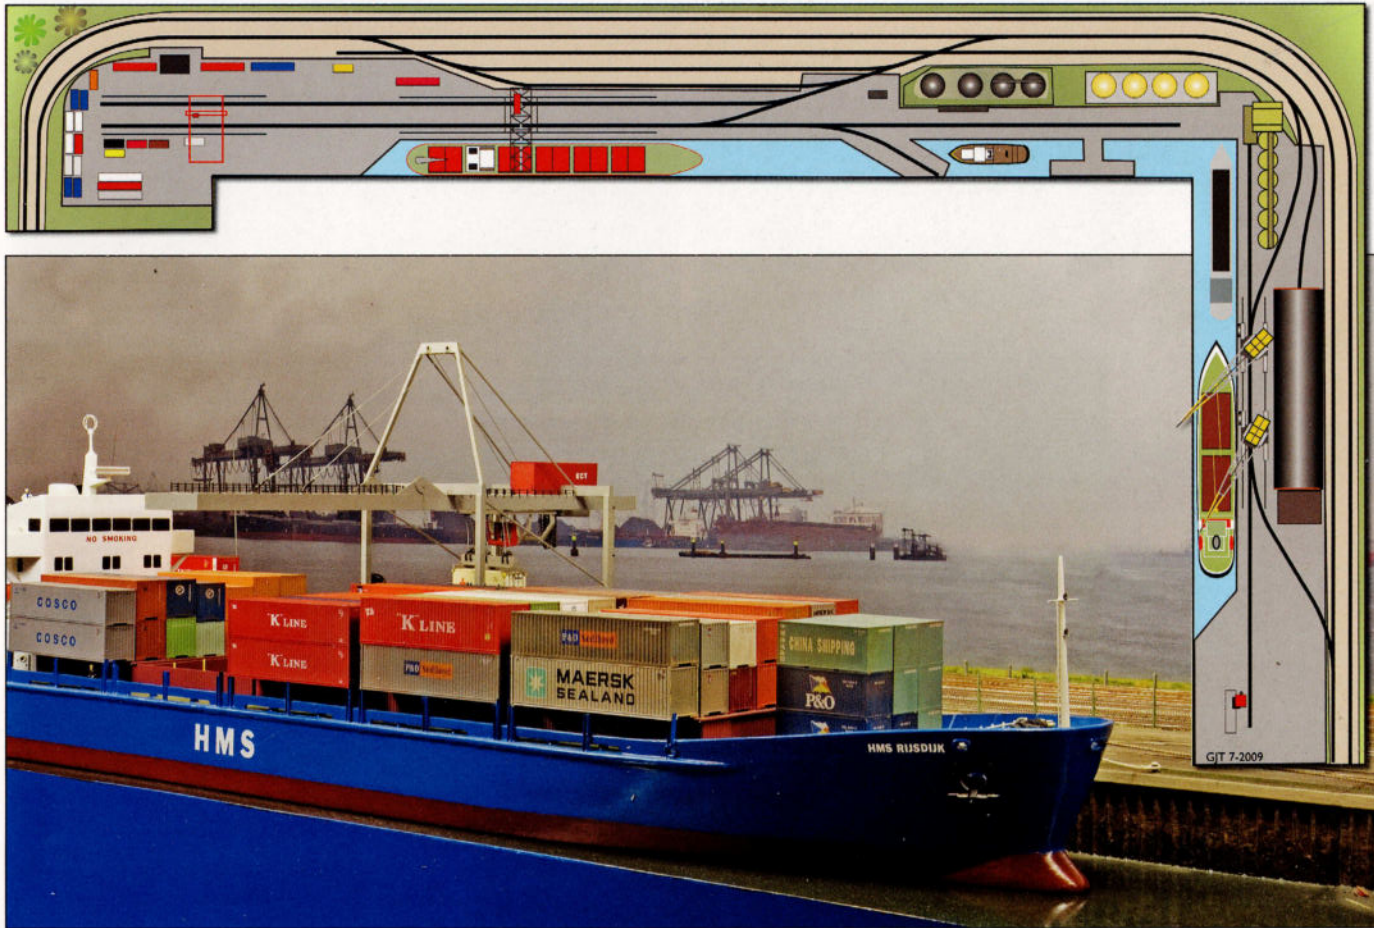 ECT
NO SMOKING
COSCO
COSCO
K LINE
K LINE
K LINE
P&O Nedlloyd
P&O Nedlloyd
MAERSK
SEALAND
CHINA SHIPPING
P&O
HMS
HMS RIJSDIJK
GJT 7-2009